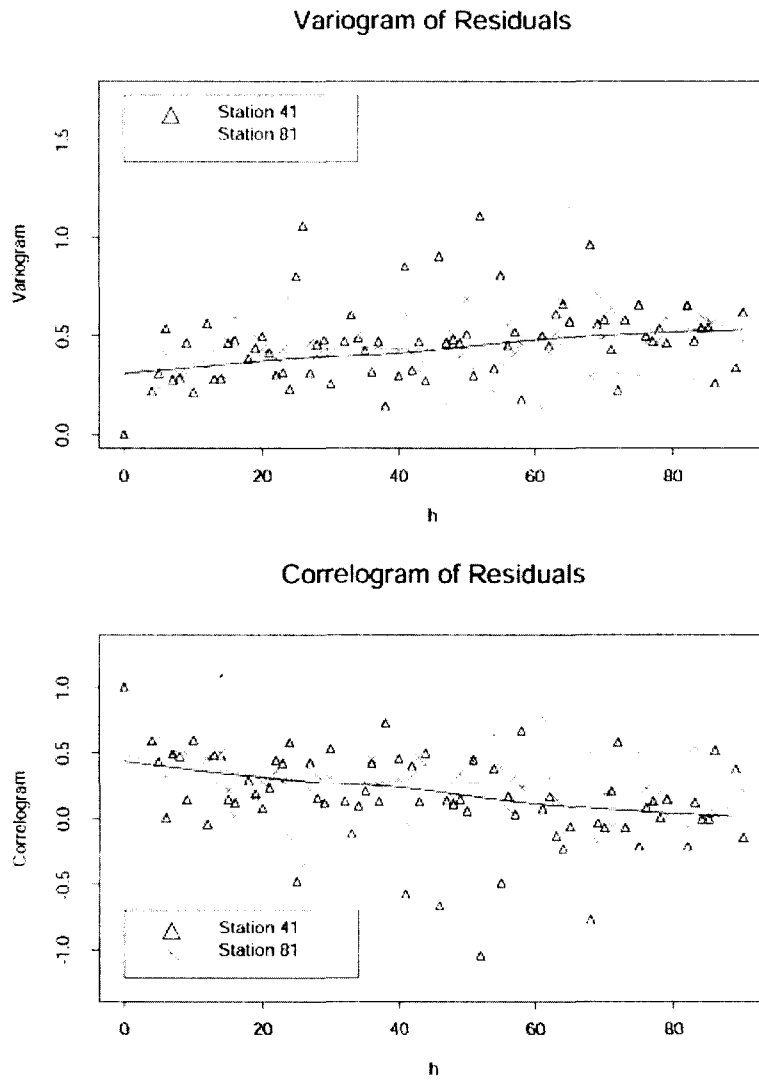 Variogram of Residuals
Station 41
Station 81
Variogram
0.0
0.5
1.0
1.5
0
20
40
60
80
h
Correlogram of Residuals
Correlogram
-1.0
-0.5
0.0
0.5
1.0
Station 41
Station 81
0
20
40
60
80
h